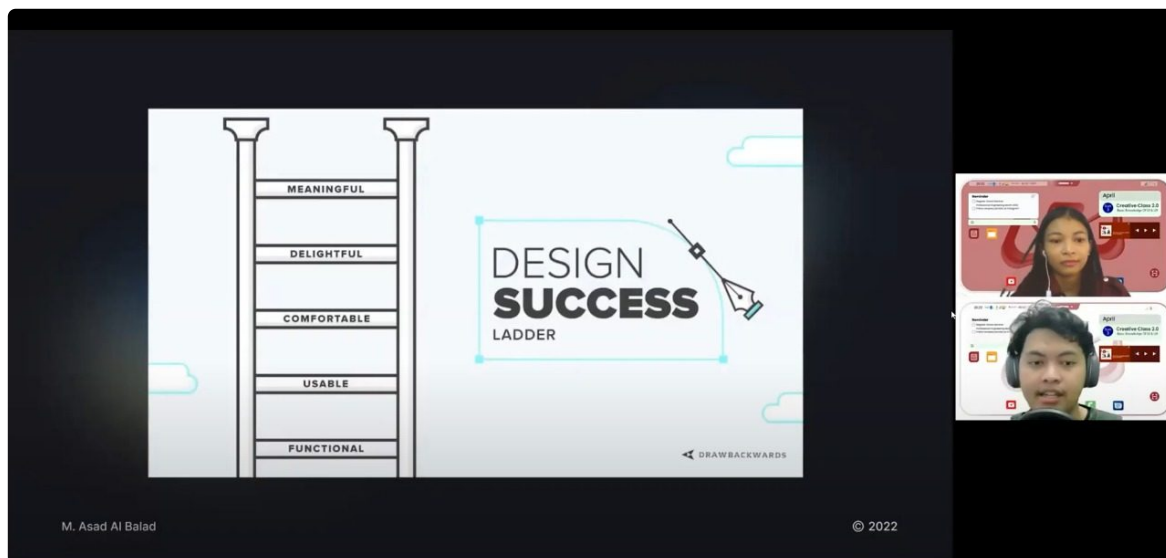 MEANINGFUL
DELIGHTFUL
COMFORTABLE
USABLE
FUNCTIONAL
DESIGN
SUCCESS
LADDER
DRAWBACKWARDS
M. Asad Al Balad
© 2022
April
Creative Class 2.0
April
Creative Class 2.0